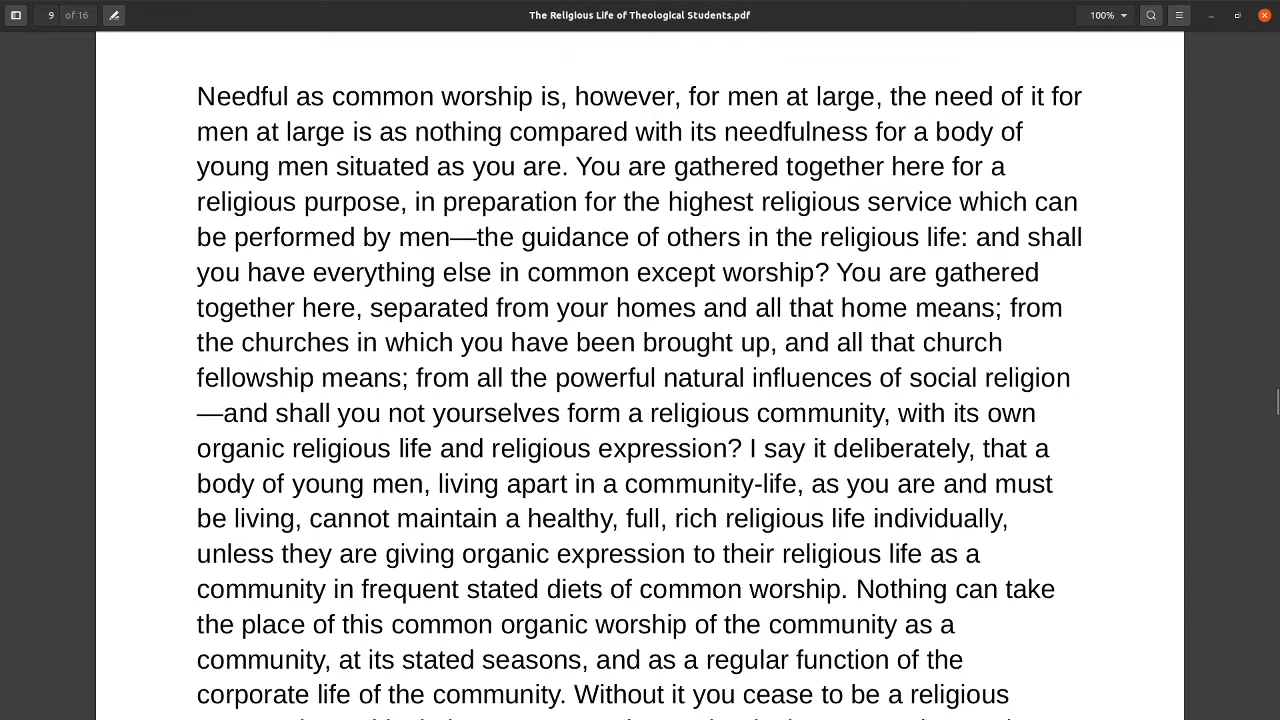 9 of 16
The Religious Life of Theological Students.pdf
100%
Needful as common worship is, however, for men at large, the need of it for
men at large is as nothing compared with its needfulness for a body of
young men situated as you are. You are gathered together here for a
religious purpose, in preparation for the highest religious service which can
be performed by men—the guidance of others in the religious life: and shall
you have everything else in common except worship? You are gathered
together here, separated from your homes and all that home means; from
the churches in which you have been brought up, and all that church
fellowship means; from all the powerful natural influences of social religion
—and shall you not yourselves form a religious community, with its own
organic religious life and religious expression? I say it deliberately, that a
body of young men, living apart in a community-life, as you are and must
be living, cannot maintain a healthy, full, rich religious life individually,
unless they are giving organic expression to their religious life as a
community in frequent stated diets of common worship. Nothing can take
the place of this common organic worship of the community as a
community, at its stated seasons, and as a regular function of the
corporate life of the community. Without it you cease to be a religious